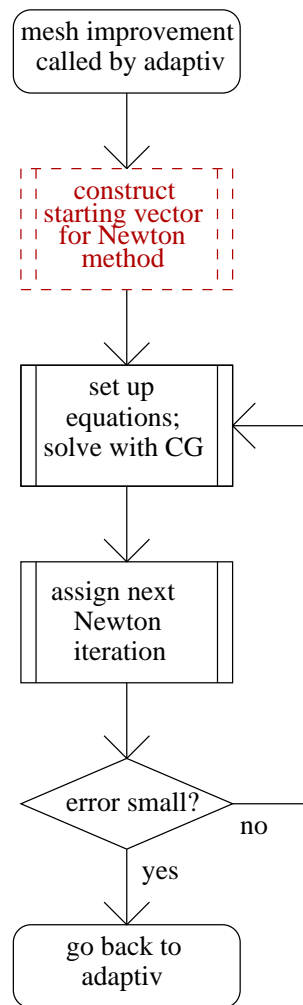 mesh improvement
called by adaptiv
construct
starting vector
for Newton
method
set up
equations;
solve with CG
assign next
Newton
iteration
error small?
no
yes
go back to
adaptiv